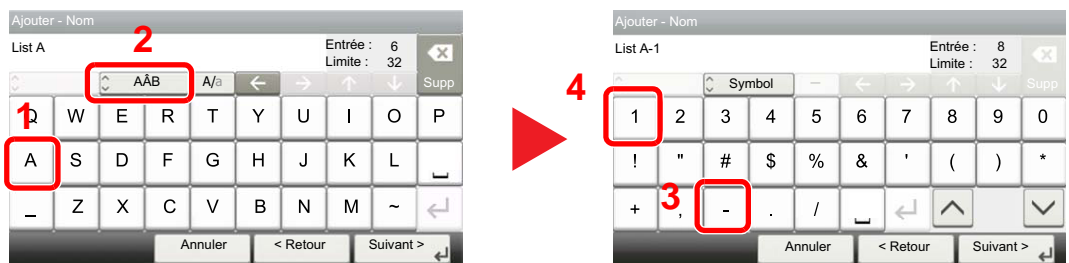 Ajouter - Nom
2
List A
Entrée : 6
Limite : 32
AÂB A/a Supp
1
Q W E R T Y U I O P
A S D F G H J K L
_ Z X C V B N M ~
Annuler < Retour Suivant >
Ajouter - Nom
List A-1
Entrée : 8
Limite : 32
4
Symbol Supp
1 2 3 4 5 6 7 8 9 0
! " # $ % & ' ( ) *
3
+ , - . /
Annuler < Retour Suivant >